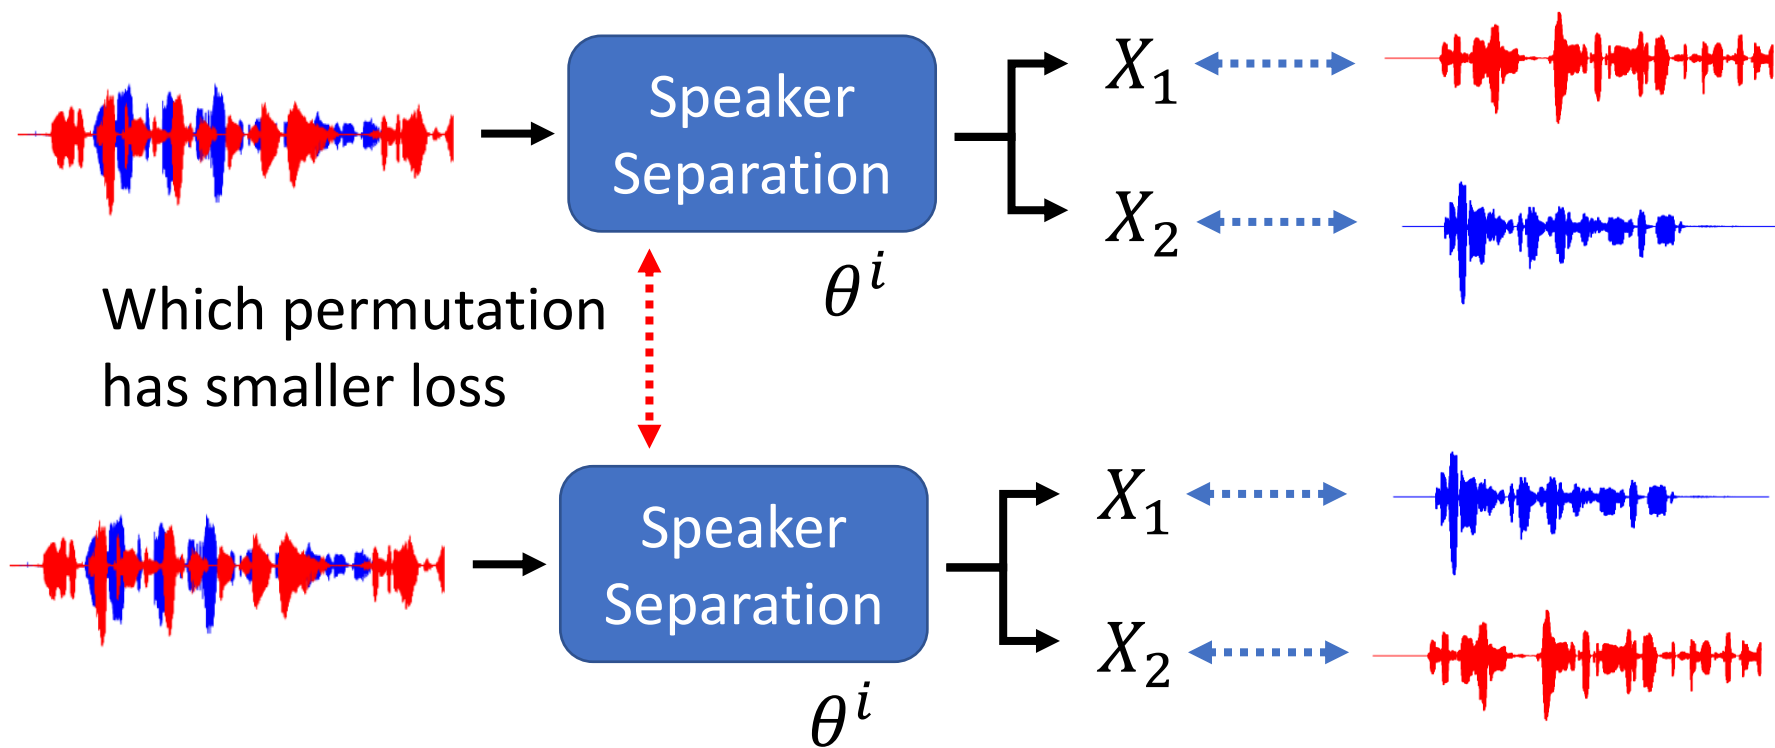 Speaker
Separation
X₁
X₂
θⁱ
Which permutation
has smaller loss
Speaker
Separation
X₁
X₂
θⁱ